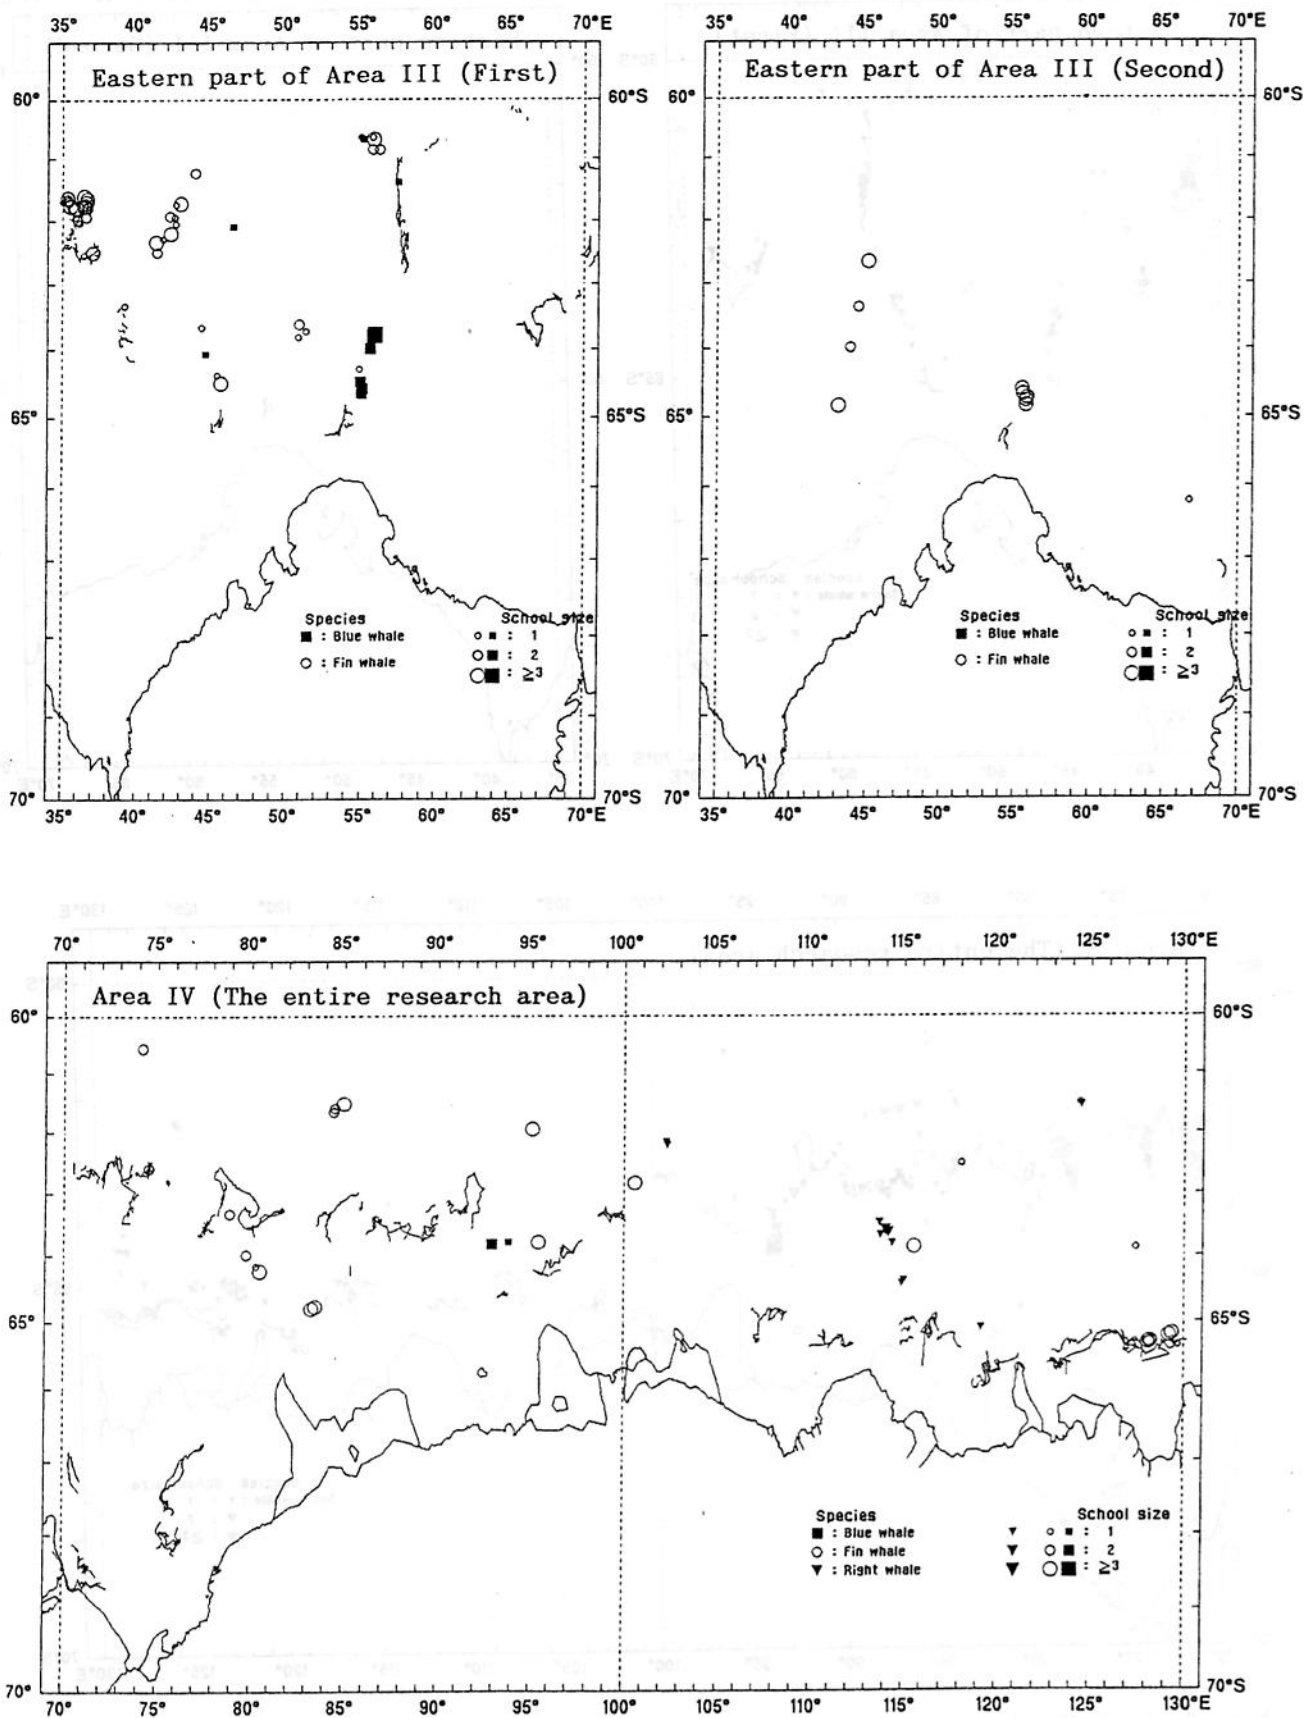 35° 40° 45° 50° 55° 60° 65° 70°E
Eastern part of Area III (First)
60° 60°S
65° 65°S
Species School size
■ : Blue whale ○ ■ : 1
○ ■ : 2
○ : Fin whale ○ ■ : ≧3
70° 70°S
35° 40° 45° 50° 55° 60° 65° 70°E
35° 40° 45° 50° 55° 60° 65° 70°E
Eastern part of Area III (Second)
60° 60°S
65° 65°S
Species School size
■ : Blue whale ○ ■ : 1
○ ■ : 2
○ : Fin whale ○ ■ : ≧3
70° 70°S
35° 40° 45° 50° 55° 60° 65° 70°E
70° 75° 80° 85° 90° 95° 100° 105° 110° 115° 120° 125° 130°E
Area IV (The entire research area)
60° 60°S
65° 65°S
Species School size
■ : Blue whale ▼ ○ ■ : 1
○ : Fin whale ▼ ○ ■ : 2
▼ : Right whale ▼ ○ ■ : ≧3
70° 70°S
70° 75° 80° 85° 90° 95° 100° 105° 110° 115° 120° 125° 130°E